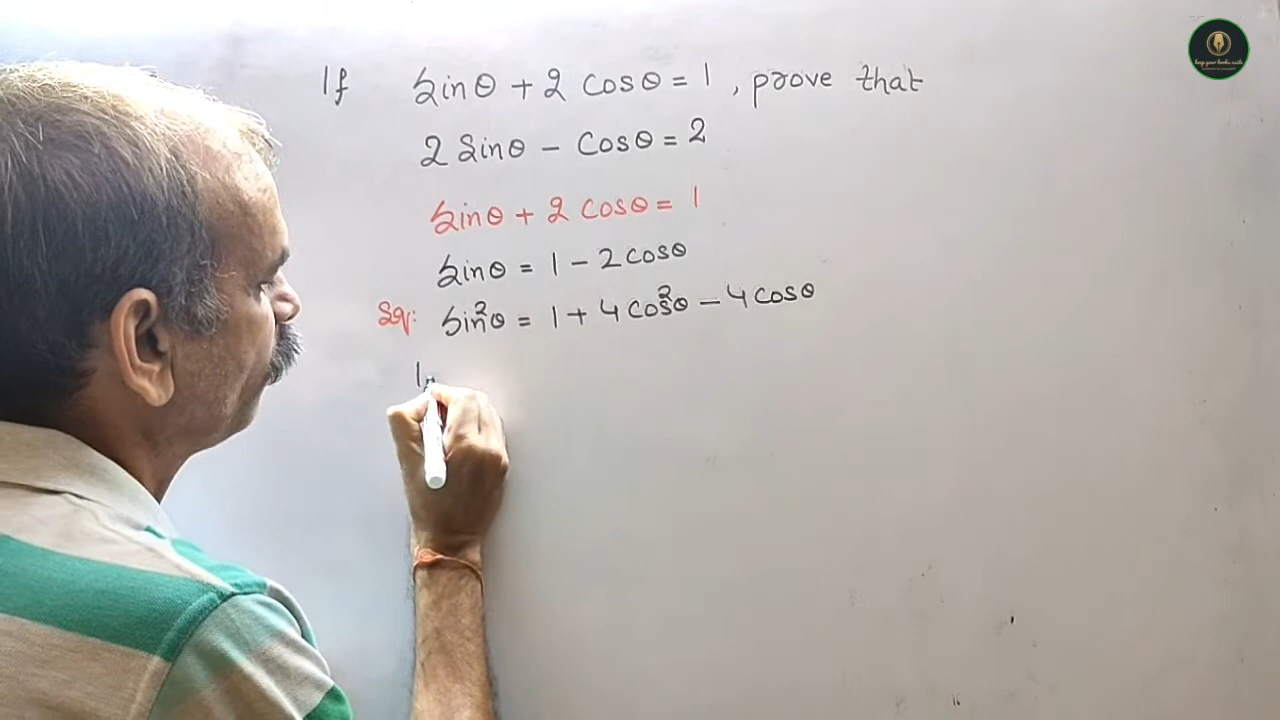 If sinθ + 2 cosθ = 1 , prove that
2 sinθ − cosθ = 2
sinθ + 2 cosθ = 1
sinθ = 1 − 2 cosθ
Sq: sin²θ = 1 + 4 cos²θ − 4 cosθ
1